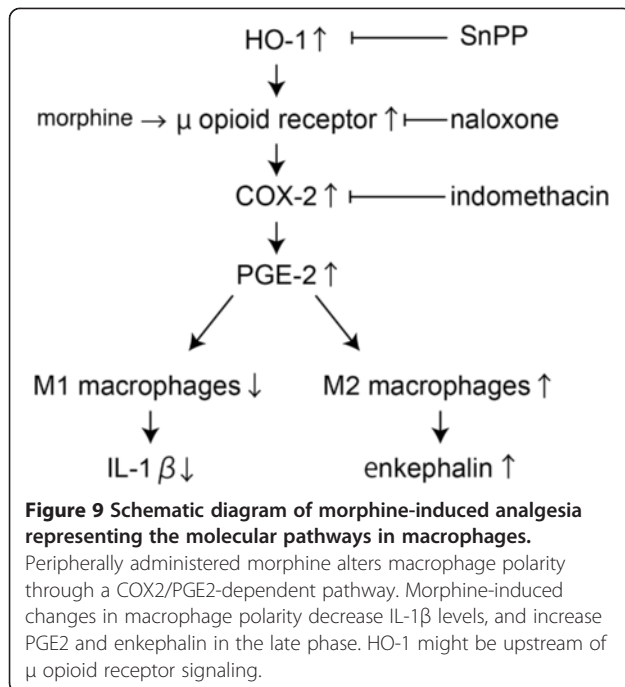 HO-1↑ SnPP
morphine → μ opioid receptor ↑ naloxone
COX-2↑ indomethacin
PGE-2↑
M1 macrophages↓ M2 macrophages↑
IL-1β↓ enkephalin↑
Figure 9 Schematic diagram of morphine-induced analgesia
representing the molecular pathways in macrophages.
Peripherally administered morphine alters macrophage polarity
through a COX2/PGE2-dependent pathway. Morphine-induced
changes in macrophage polarity decrease IL-1β levels, and increase
PGE2 and enkephalin in the late phase. HO-1 might be upstream of
μ opioid receptor signaling.